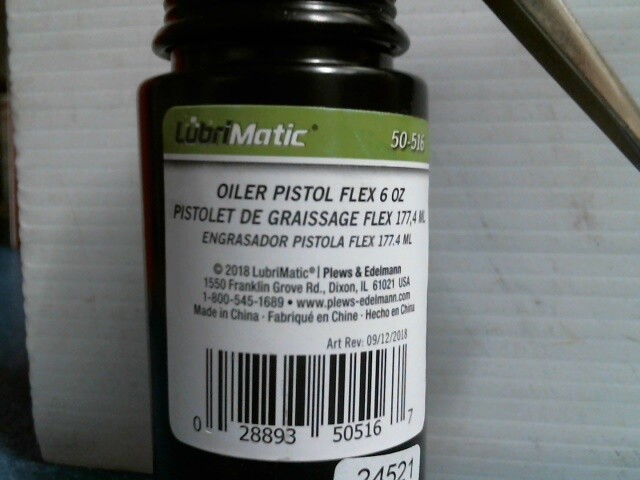 LubriMatic®
50-516
OILER PISTOL FLEX 6 OZ
PISTOLET DE GRAISSAGE FLEX 177,4 ML
ENGRASADOR PISTOLA FLEX 177.4 ML
© 2018 LubriMatic® | Plews & Edelmann
1550 Franklin Grove Rd., Dixon, IL 61021 USA
1-800-545-1689 • www.plews-edelmann.com
Made in China · Fabriqué en Chine · Hecho en China
Art Rev: 09/12/2018
0 28893 50516 7
24521